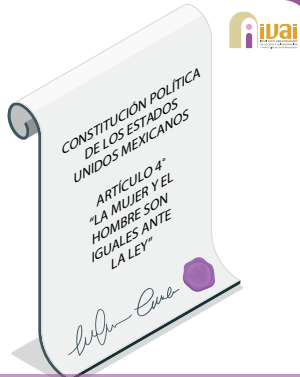 ivai
CONSTITUCIÓN POLÍTICA
DE LOS ESTADOS
UNIDOS MEXICANOS
ARTÍCULO 4°
"LA MUJER Y EL
HOMBRE SON
IGUALES ANTE
LA LEY"